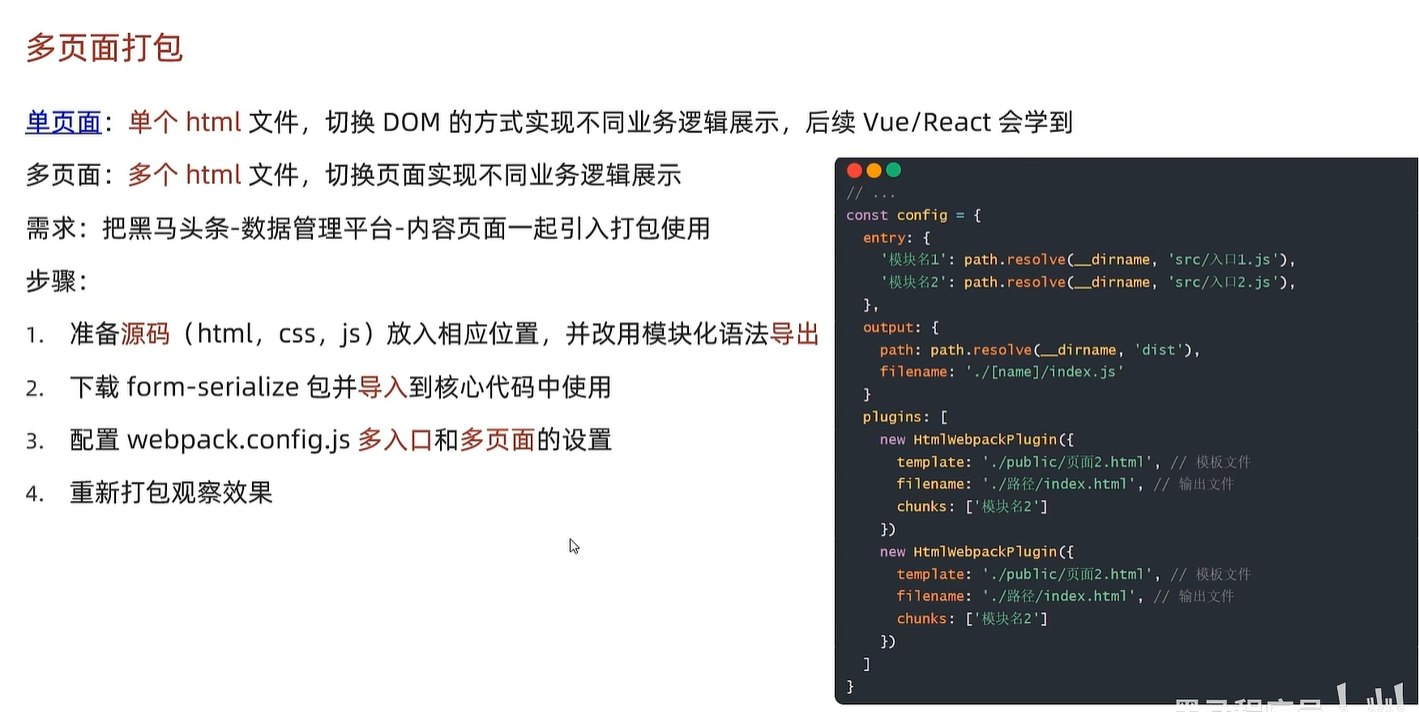 多页面打包
单页面：单个 html 文件，切换 DOM 的方式实现不同业务逻辑展示，后续 Vue/React 会学到
多页面：多个 html 文件，切换页面实现不同业务逻辑展示
需求：把黑马头条-数据管理平台-内容页面一起引入打包使用
步骤：
1. 准备源码（html，css，js）放入相应位置，并改用模块化语法导出
2. 下载 form-serialize 包并导入到核心代码中使用
3. 配置 webpack.config.js 多入口和多页面的设置
4. 重新打包观察效果
// ...
const config = {
entry: {
'模块名1': path.resolve(__dirname, 'src/入口1.js'),
'模块名2': path.resolve(__dirname, 'src/入口2.js'),
},
output: {
path: path.resolve(__dirname, 'dist'),
filename: './[name]/index.js'
}
plugins: [
new HtmlWebpackPlugin({
template: './public/页面2.html', // 模板文件
filename: './路径/index.html', // 输出文件
chunks: ['模块名2']
})
new HtmlWebpackPlugin({
template: './public/页面2.html', // 模板文件
filename: './路径/index.html', // 输出文件
chunks: ['模块名2']
})
]
}